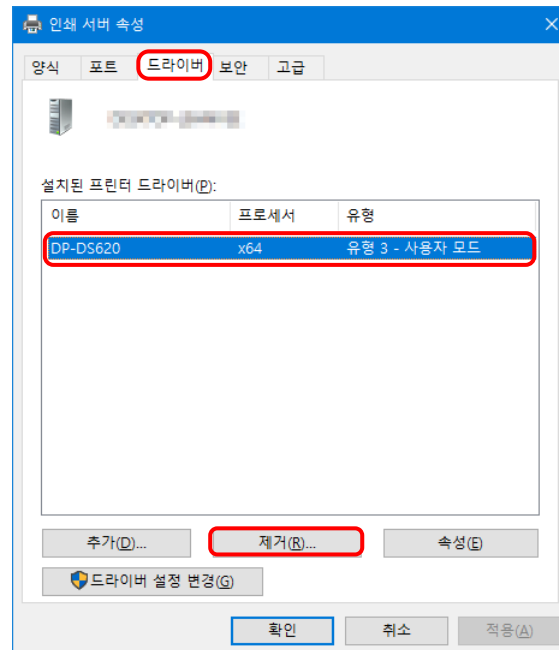 인쇄 서버 속성
양식 포트 드라이버 보안 고급
설치된 프린터 드라이버(P):
이름 프로세서 유형
DP-DS620 x64 유형 3 - 사용자 모드
추가(D)... 제거(R)... 속성(E)
드라이버 설정 변경(G)
확인 취소 적용(A)